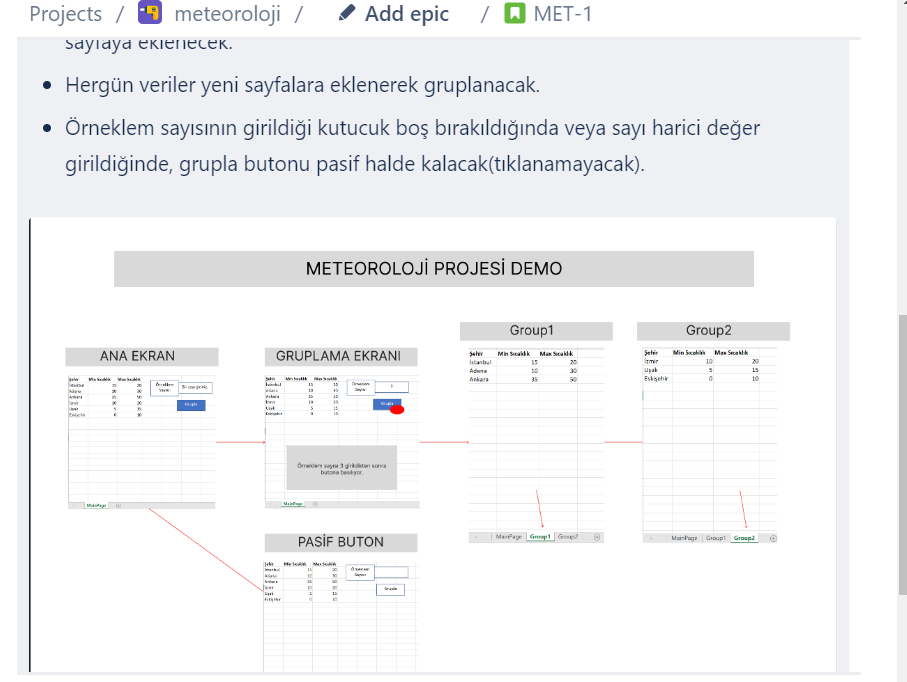 Projects / meteoroloji / Add epic / MET-1
sayfaya eklenecek.
Hergün veriler yeni sayfalara eklenerek gruplanacak.
Örneklem sayısının girildiği kutucuk boş bırakıldığında veya sayı harici değer
girildiğinde, grupla butonu pasif halde kalacak(tıklanamayacak).
METEOROLOJİ PROJESİ DEMO
ANA EKRAN
Şehir Min Sıcaklık Max Sıcaklık
İstanbul 15 20
Adana 10 30
Ankara 35 50
İzmir 10 20
Uşak 5 15
Eskişehir 0 10
Örneklem Sayısı
Bir sayı giriniz.
Grupla
MainPage
GRUPLAMA EKRANI
Şehir Min Sıcaklık Max Sıcaklık
İstanbul 15 20
Adana 10 30
Ankara 35 50
İzmir 10 20
Uşak 5 15
Eskişehir 0 10
Örneklem Sayısı
3
Grupla
Örneklem sayısı 3 girildikten sonra
butona basılıyor.
MainPage
PASİF BUTON
Şehir Min Sıcaklık Max Sıcaklık
İstanbul 15 20
Adana 10 30
Ankara 35 50
İzmir 10 20
Uşak 5 15
Eskişehir 0 10
Örneklem Sayısı
Grupla
Group1
Şehir Min Sıcaklık Max Sıcaklık
İstanbul 15 20
Adana 10 30
Ankara 35 50
MainPage Group1 Group2
Group2
Şehir Min Sıcaklık Max Sıcaklık
İzmir 10 20
Uşak 5 15
Eskişehir 0 10
MainPage Group1 Group2